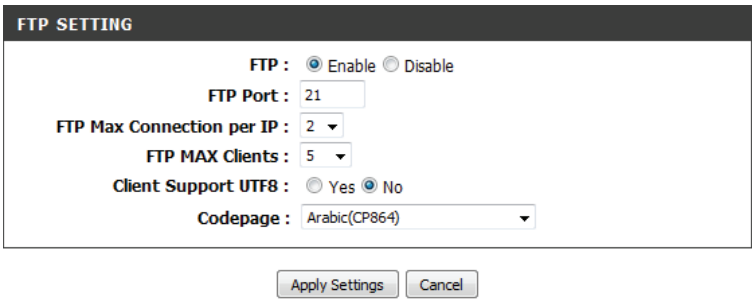 FTP SETTING
FTP : Enable Disable
FTP Port : 21
FTP Max Connection per IP : 2
FTP MAX Clients : 5
Client Support UTF8 : Yes No
Codepage : Arabic(CP864)
Apply Settings Cancel